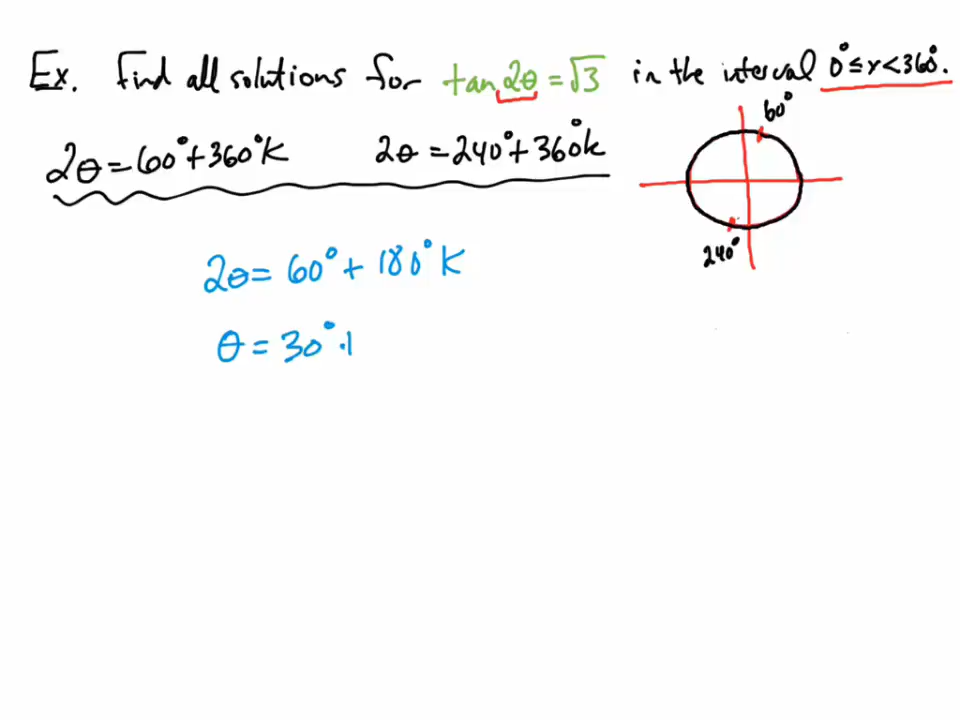 Ex. Find all solutions for tan 2θ = √3 in the interval 0° ≤ x < 360°.
60°
2θ = 60° + 360°K 2θ = 240° + 360°k
240°
2θ = 60° + 180° K
θ = 30°